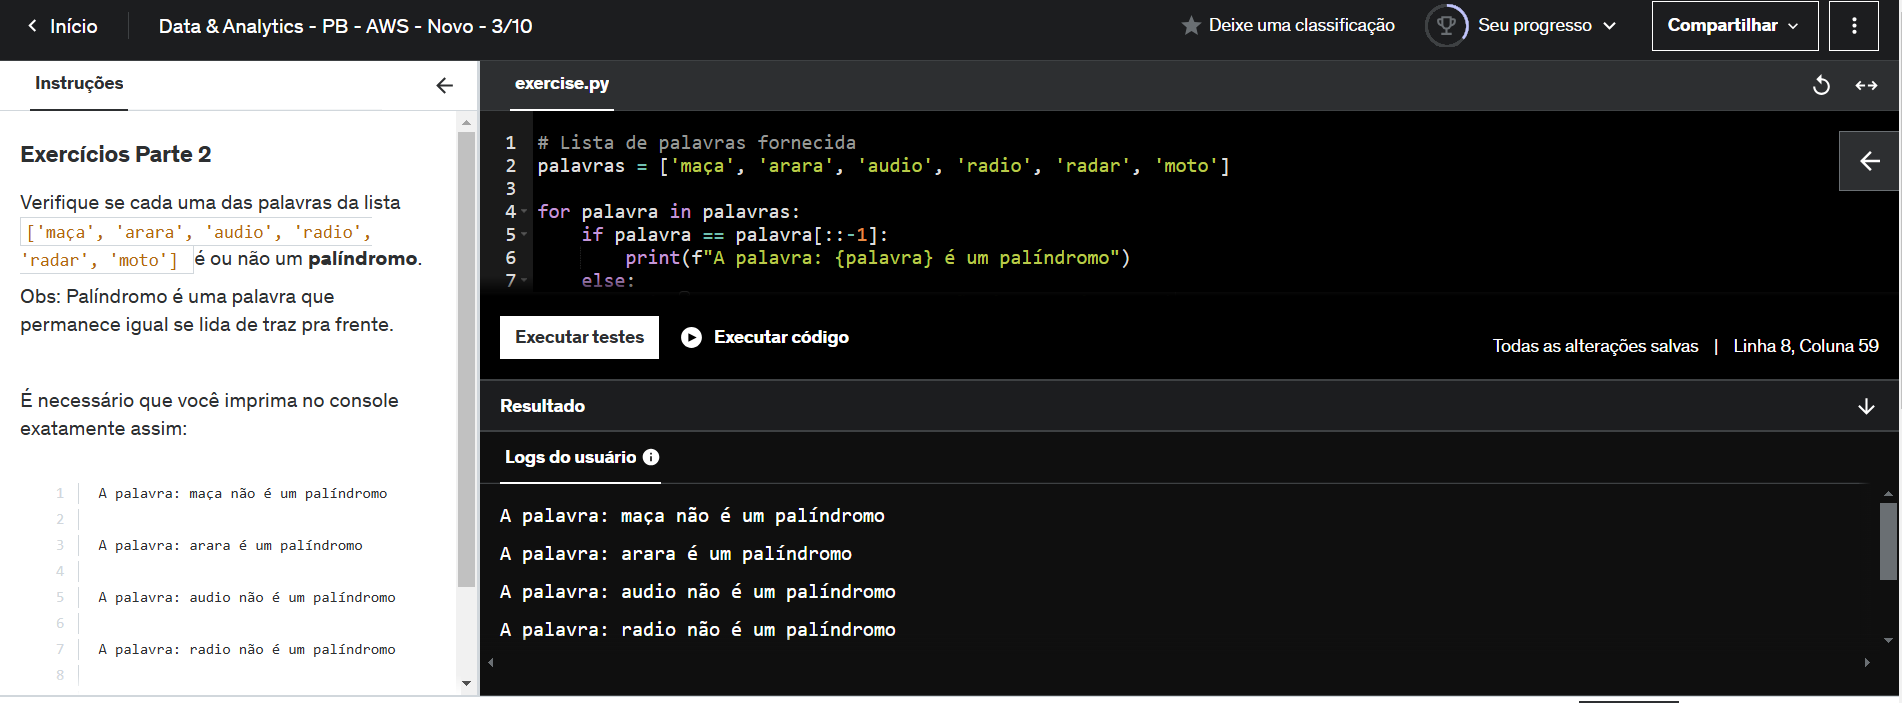 Início
Data & Analytics - PB - AWS - Novo - 3/10
Deixe uma classificação
Seu progresso
Compartilhar
Instruções
Exercícios Parte 2
Verifique se cada uma das palavras da lista
['maça', 'arara', 'audio', 'radio',
'radar', 'moto'] é ou não um palíndromo.
Obs: Palíndromo é uma palavra que
permanece igual se lida de traz pra frente.
É necessário que você imprima no console
exatamente assim:
1 A palavra: maça não é um palíndromo
2
3 A palavra: arara é um palíndromo
4
5 A palavra: audio não é um palíndromo
6
7 A palavra: radio não é um palíndromo
8
exercise.py
1 # Lista de palavras fornecida
2 palavras = ['maça', 'arara', 'audio', 'radio', 'radar', 'moto']
3
4 for palavra in palavras:
5 if palavra == palavra[::-1]:
6 print(f"A palavra: {palavra} é um palíndromo")
7 else:
Executar testes
Executar código
Todas as alterações salvas | Linha 8, Coluna 59
Resultado
Logs do usuário
A palavra: maça não é um palíndromo
A palavra: arara é um palíndromo
A palavra: audio não é um palíndromo
A palavra: radio não é um palíndromo